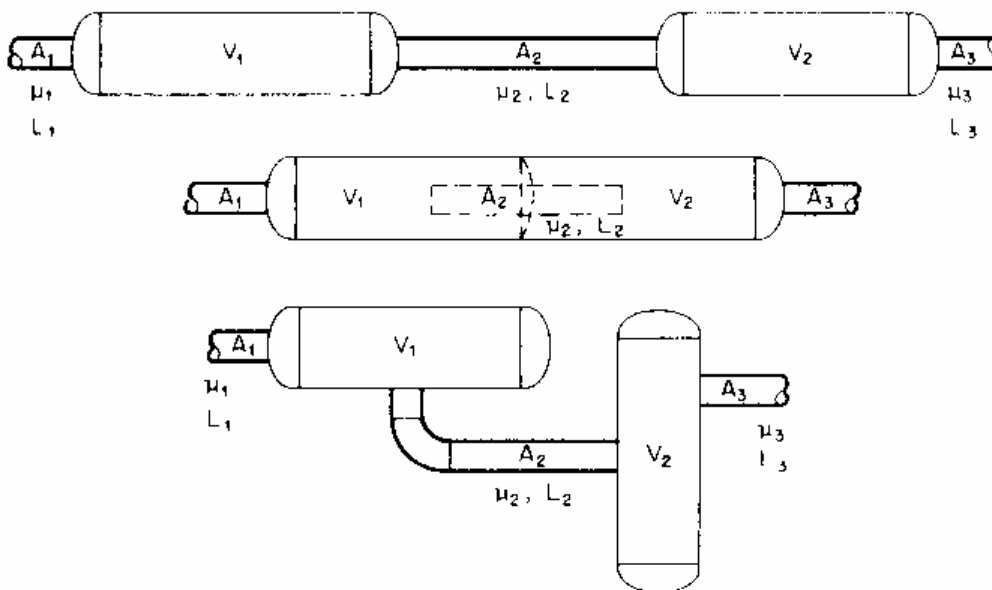 A₁ V₁ A₂ V₂ A₃
μ₁ μ₂, L₂ μ₃
L₁ L₃
A₁ V₁ A₂ V₂ A₃
μ₂, L₂
A₁ V₁
μ₁ A₃
L₁ μ₃
A₂ V₂ L₃
μ₂, L₂